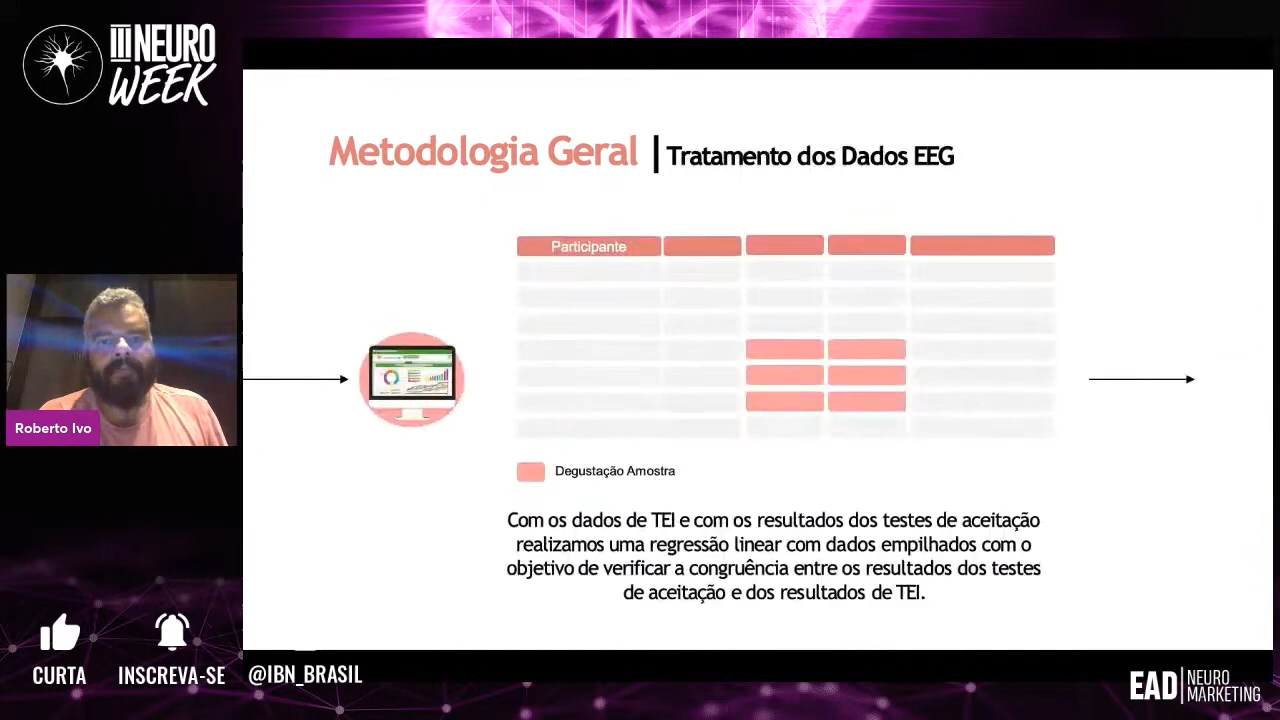 III NEURO
WEEK
Metodologia Geral | Tratamento dos Dados EEG
Participante
Degustação Amostra
Com os dados de TEI e com os resultados dos testes de aceitação
realizamos uma regressão linear com dados empilhados com o
objetivo de verificar a congruência entre os resultados dos testes
de aceitação e dos resultados de TEI.
Roberto Ivo
CURTA
INSCREVA-SE
@IBN_BRASIL
EAD NEURO
MARKETING